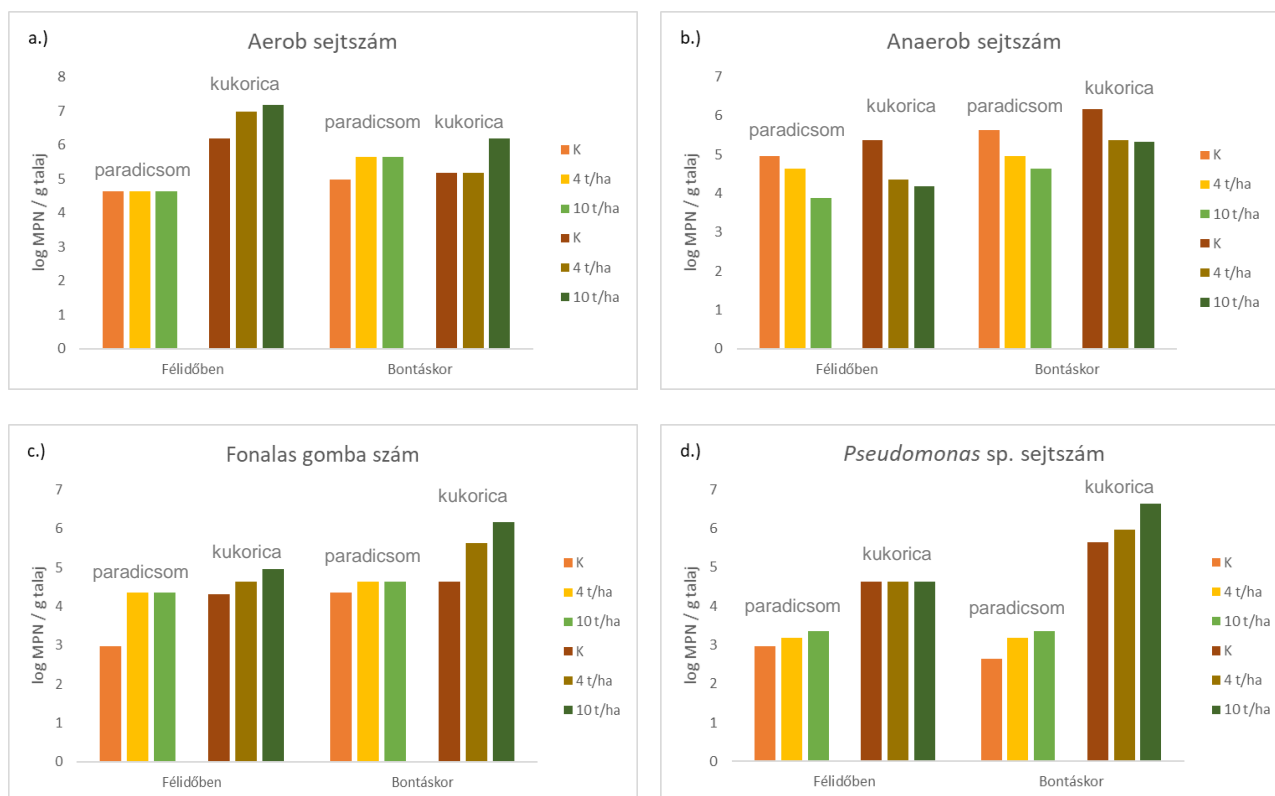 a.)
Aerob sejtszám
log MPN / g talaj
8
7
6
5
4
3
2
1
0
paradicsom
kukorica
paradicsom
kukorica
Félidőben
Bontáskor
K
4 t/ha
10 t/ha
K
4 t/ha
10 t/ha
b.)
Anaerob sejtszám
log MPN / g talaj
7
6
5
4
3
2
1
0
paradicsom
kukorica
paradicsom
kukorica
Félidőben
Bontáskor
K
4 t/ha
10 t/ha
K
4 t/ha
10 t/ha
c.)
Fonalas gomba szám
log MPN / g talaj
7
6
5
4
3
2
1
0
paradicsom
kukorica
paradicsom
kukorica
Félidőben
Bontáskor
K
4 t/ha
10 t/ha
K
4 t/ha
10 t/ha
d.)
Pseudomonas sp. sejtszám
log MPN / g talaj
7
6
5
4
3
2
1
0
paradicsom
kukorica
paradicsom
kukorica
Félidőben
Bontáskor
K
4 t/ha
10 t/ha
K
4 t/ha
10 t/ha